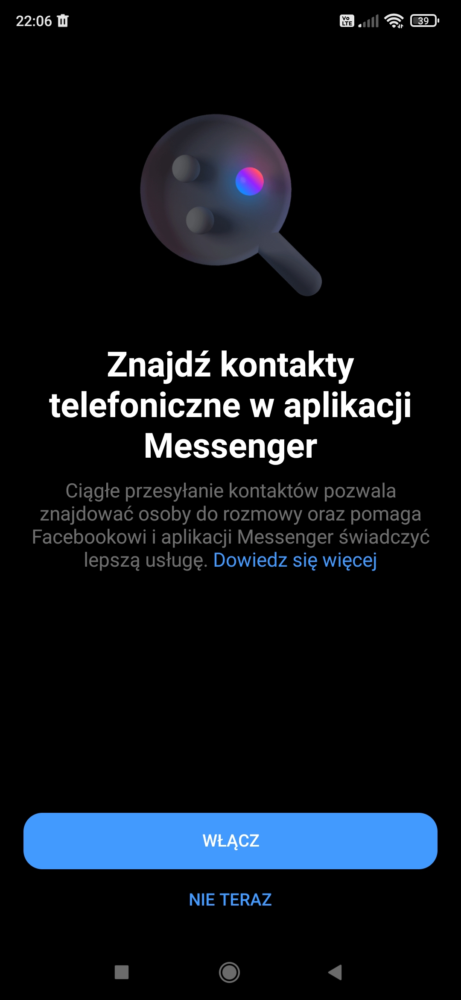 22:06
Vo
LTE
39
Znajdź kontakty
telefoniczne w aplikacji
Messenger
Ciągłe przesyłanie kontaktów pozwala
znajdować osoby do rozmowy oraz pomaga
Facebookowi i aplikacji Messenger świadczyć
lepszą usługę. Dowiedz się więcej
WŁĄCZ
NIE TERAZ